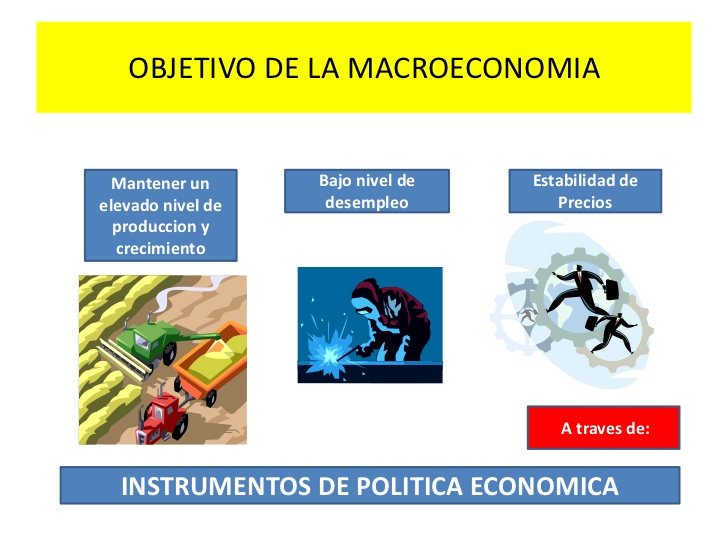 OBJETIVO DE LA MACROECONOMIA
Mantener un
elevado nivel de
produccion y
crecimiento
Bajo nivel de
desempleo
Estabilidad de
Precios
A traves de:
INSTRUMENTOS DE POLITICA ECONOMICA